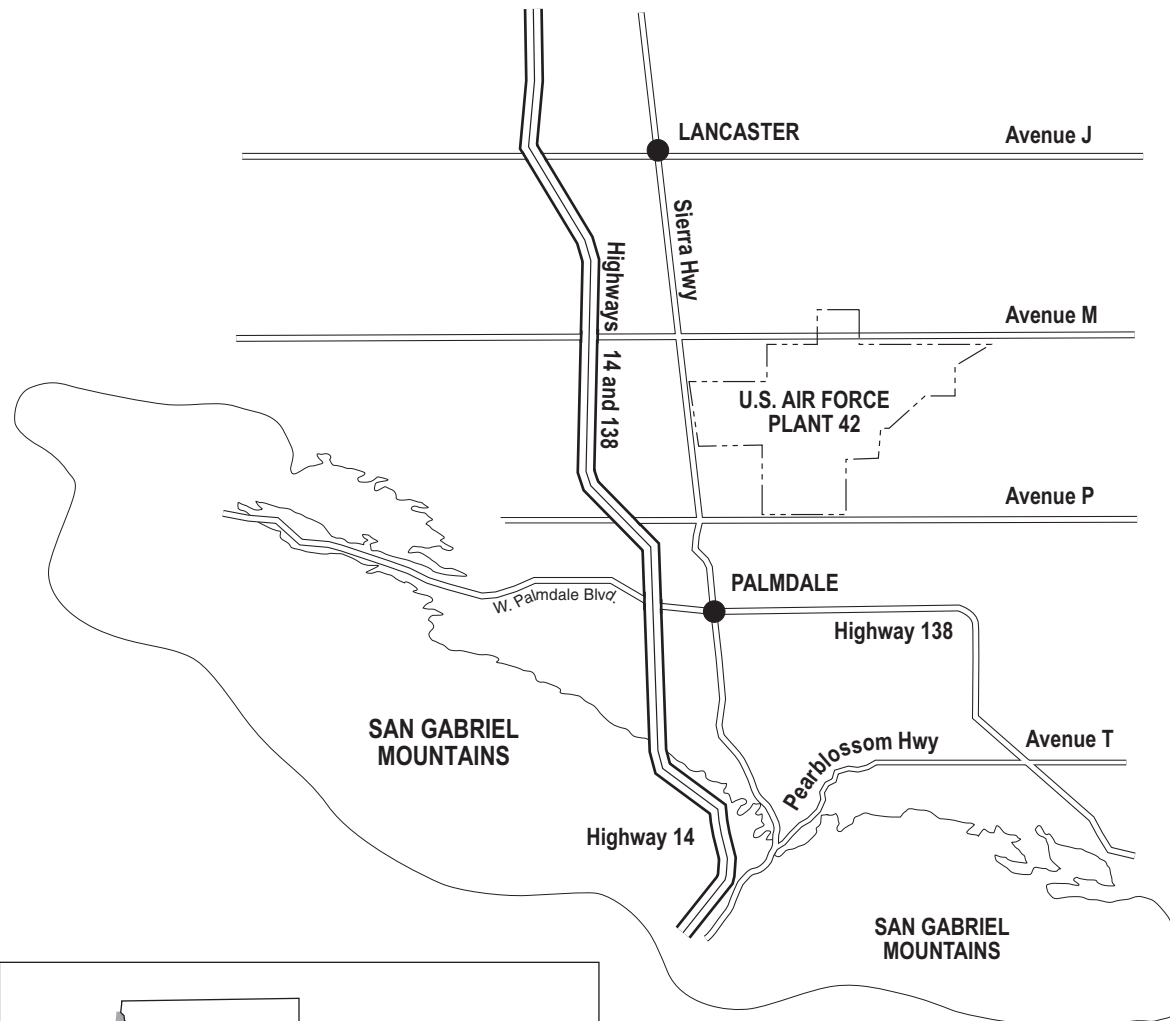 LANCASTER
Avenue J
Sierra Hwy
Highways 14 and 138
Avenue M
U.S. AIR FORCE
PLANT 42
Avenue P
PALMDALE
W. Palmdale Blvd.
Highway 138
SAN GABRIEL
MOUNTAINS
Pearblossom Hwy
Avenue T
Highway 14
SAN GABRIEL
MOUNTAINS